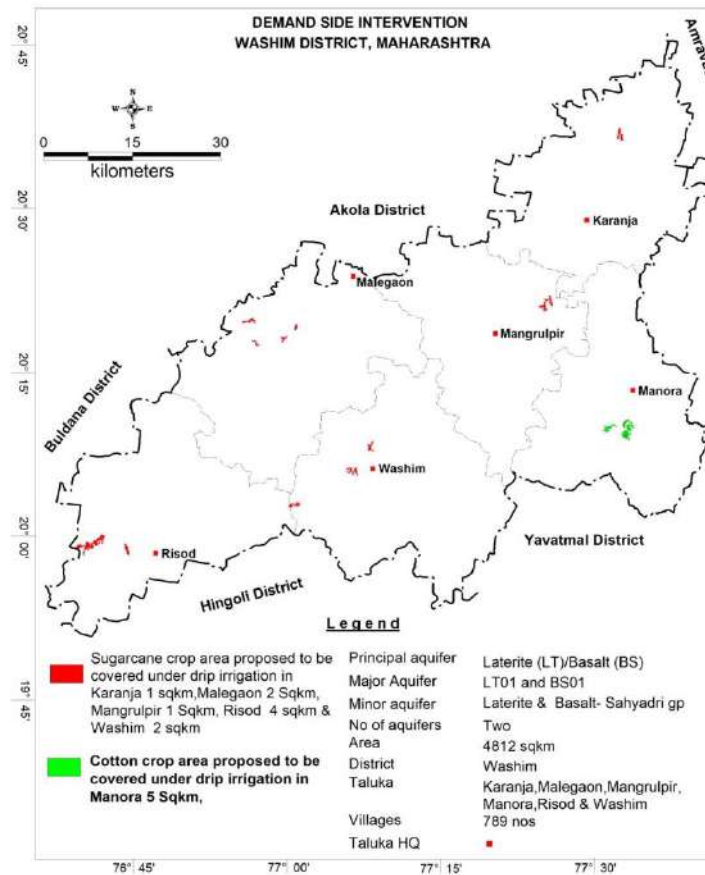 DEMAND SIDE INTERVENTION
WASHIM DISTRICT, MAHARASHTRA
Amrava
20° 45'
N
W E
S
0 15 30
kilometers
20° 30'
Akola District
Karanja
Malegaon
Mangrulpir
20° 15'
Buldana District
Manora
Washim
20° 00'
Yavatmal District
Risod
Hingoli District
Legend
Sugarcane crop area proposed to be
covered under drip irrigation in
Karanja 1 sqkm,Malegaon 2 Sqkm,
Mangrulpir 1 Sqkm, Risod 4 sqkm &
Washim 2 sqkm
Cotton crop area proposed to be
covered under drip irrigation in
Manora 5 Sqkm,
Principal aquifer Laterite (LT)/Basalt (BS)
Major Aquifer LT01 and BS01
Minor aquifer Laterite & Basalt- Sahyadri gp
No of aquifers Two
Area 4812 sqkm
District Washim
Taluka Karanja,Malegaon,Mangrulpir,
Manora,Risod & Washim
Villages 789 nos
Taluka HQ
19° 45'
76° 45' 77° 00' 77° 15' 77° 30'